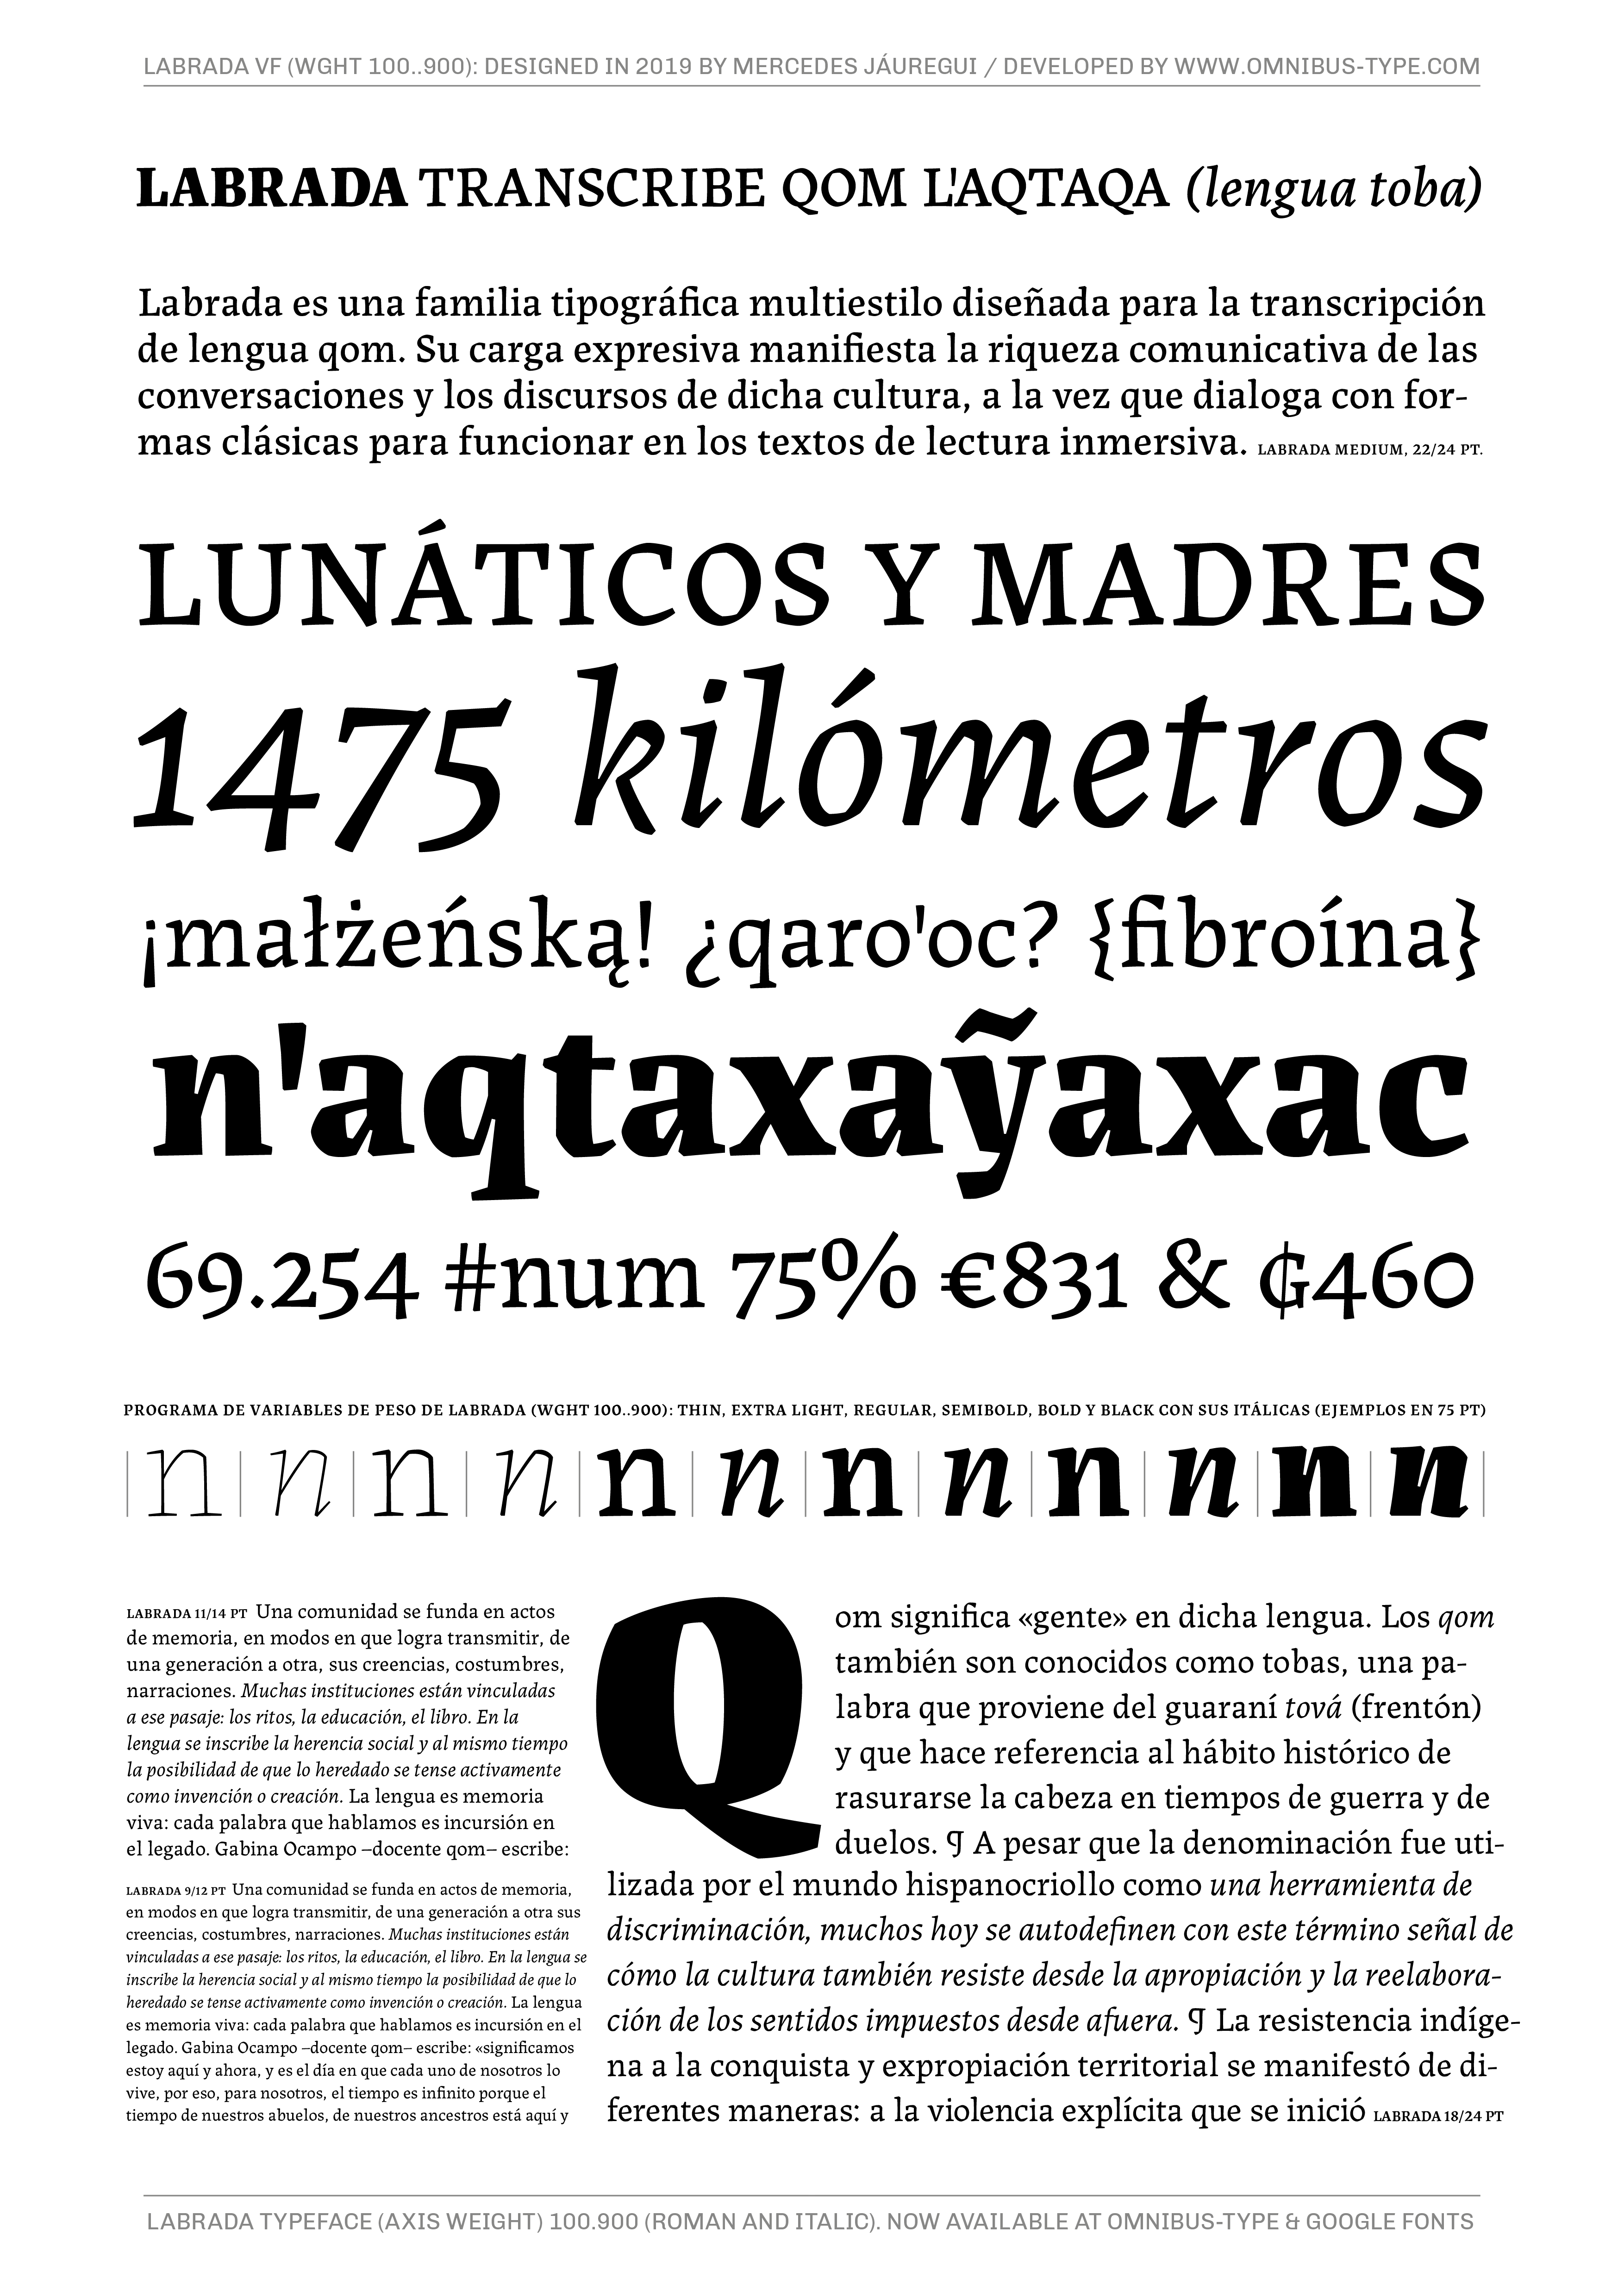 LABRADA VF (WGHT 100..900): DESIGNED IN 2019 BY MERCEDES JÁUREGUI / DEVELOPED BY WWW.OMNIBUS-TYPE.COM
LABRADA TRANSCRIBE QOM L'AQTAQA (lengua toba)
Labrada es una familia tipográfica multiestilo diseñada para la transcripción
de lengua qom. Su carga expresiva manifiesta la riqueza comunicativa de las
conversaciones y los discursos de dicha cultura, a la vez que dialoga con for-
mas clásicas para funcionar en los textos de lectura inmersiva. LABRADA MEDIUM, 22/24 PT.
LUNÁTICOS Y MADRES
1475 kilómetros
¡małżeńską! ¿qaro'oc? {fibroína}
n'aqtaxaỹaxac
69.254 #num 75% €831 & ₲460
PROGRAMA DE VARIABLES DE PESO DE LABRADA (WGHT 100..900): THIN, EXTRA LIGHT, REGULAR, SEMIBOLD, BOLD Y BLACK CON SUS ITÁLICAS (EJEMPLOS EN 75 PT)
n n n n n n n n n n n n
LABRADA 11/14 PT Una comunidad se funda en actos
de memoria, en modos en que logra transmitir, de
una generación a otra, sus creencias, costumbres,
narraciones. Muchas instituciones están vinculadas
a ese pasaje: los ritos, la educación, el libro. En la
lengua se inscribe la herencia social y al mismo tiempo
la posibilidad de que lo heredado se tense activamente
como invención o creación. La lengua es memoria
viva: cada palabra que hablamos es incursión en
el legado. Gabina Ocampo –docente qom– escribe:
LABRADA 9/12 PT Una comunidad se funda en actos de memoria,
en modos en que logra transmitir, de una generación a otra sus
creencias, costumbres, narraciones. Muchas instituciones están
vinculadas a ese pasaje: los ritos, la educación, el libro. En la lengua se
inscribe la herencia social y al mismo tiempo la posibilidad de que lo
heredado se tense activamente como invención o creación. La lengua
es memoria viva: cada palabra que hablamos es incursión en el
legado. Gabina Ocampo –docente qom– escribe: «significamos
estoy aquí y ahora, y es el día en que cada uno de nosotros lo
vive, por eso, para nosotros, el tiempo es infinito porque el
tiempo de nuestros abuelos, de nuestros ancestros está aquí y
Qom significa «gente» en dicha lengua. Los qom
también son conocidos como tobas, una pa-
labra que proviene del guaraní tová (frentón)
y que hace referencia al hábito histórico de
rasurarse la cabeza en tiempos de guerra y de
duelos. ¶ A pesar que la denominación fue uti-
lizada por el mundo hispanocriollo como una herramienta de
discriminación, muchos hoy se autodefinen con este término señal de
cómo la cultura también resiste desde la apropiación y la reelabora-
ción de los sentidos impuestos desde afuera. ¶ La resistencia indíge-
na a la conquista y expropiación territorial se manifestó de di-
ferentes maneras: a la violencia explícita que se inició LABRADA 18/24 PT
LABRADA TYPEFACE (AXIS WEIGHT) 100.900 (ROMAN AND ITALIC). NOW AVAILABLE AT OMNIBUS-TYPE & GOOGLE FONTS